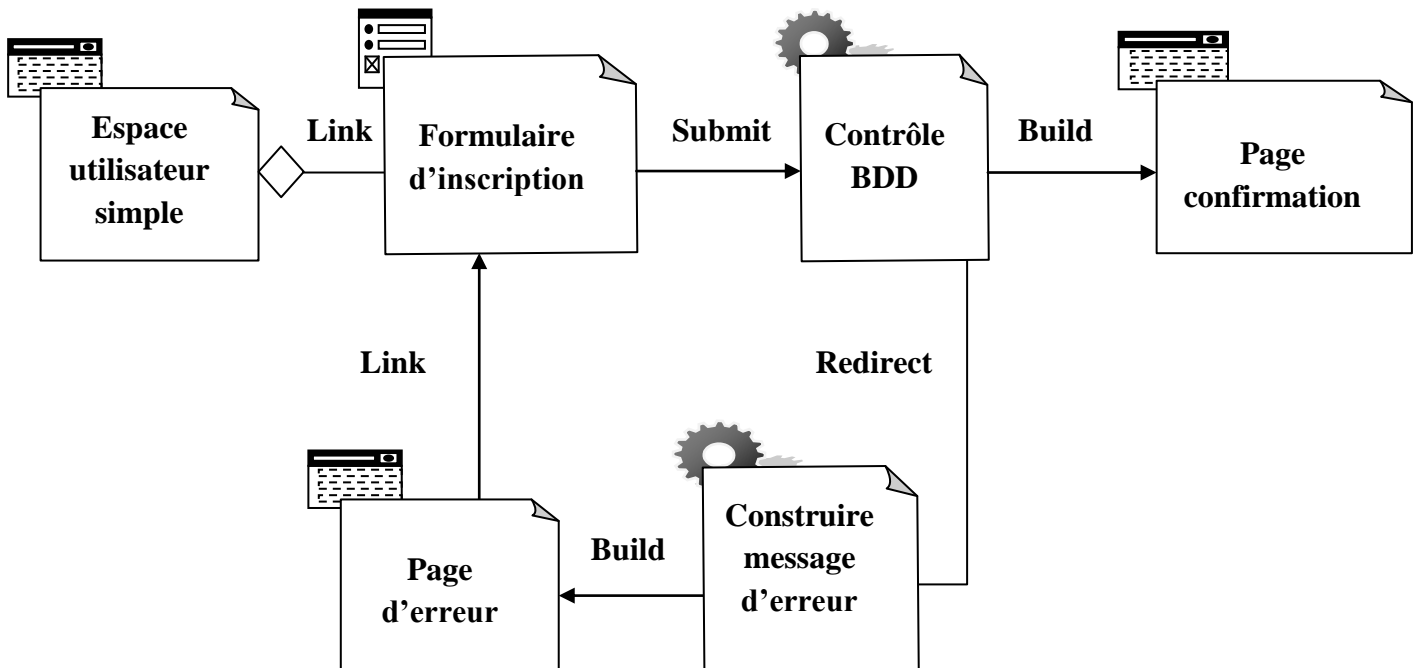 Espace
utilisateur
simple
Link
Formulaire
d’inscription
Submit
Contrôle
BDD
Build
Page
confirmation
Link
Redirect
Page
d’erreur
Build
Construire
message
d’erreur